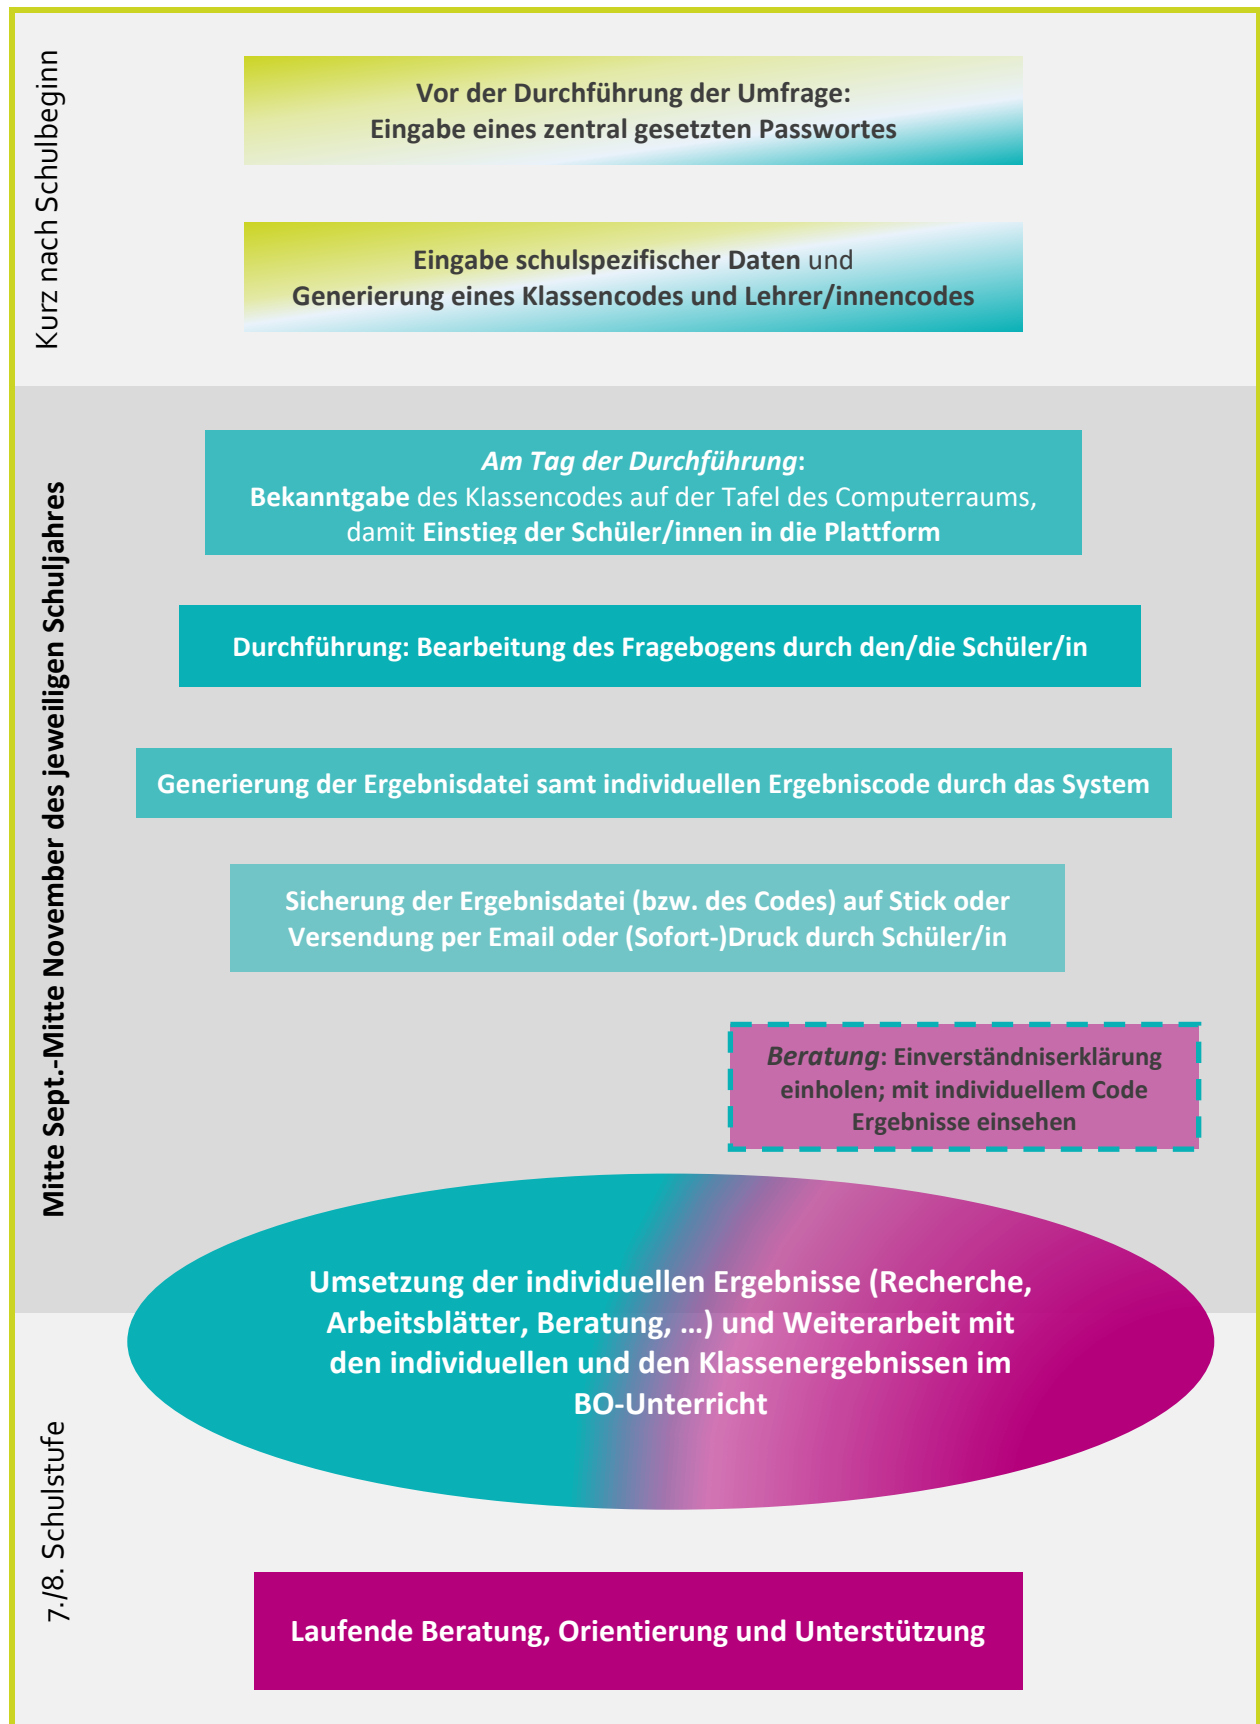 Kurz nach Schulbeginn
Vor der Durchführung der Umfrage:
Eingabe eines zentral gesetzten Passwortes
Eingabe schulspezifischer Daten und
Generierung eines Klassencodes und Lehrer/innencodes
Mitte Sept.-Mitte November des jeweiligen Schuljahres
Am Tag der Durchführung:
Bekanntgabe des Klassencodes auf der Tafel des Computerraums,
damit Einstieg der Schüler/innen in die Plattform
Durchführung: Bearbeitung des Fragebogens durch den/die Schüler/in
Generierung der Ergebnisdatei samt individuellen Ergebniscode durch das System
Sicherung der Ergebnisdatei (bzw. des Codes) auf Stick oder
Versendung per Email oder (Sofort-)Druck durch Schüler/in
Beratung: Einverständniserklärung
einholen; mit individuellem Code
Ergebnisse einsehen
Umsetzung der individuellen Ergebnisse (Recherche,
Arbeitsblätter, Beratung, …) und Weiterarbeit mit
den individuellen und den Klassenergebnissen im
BO-Unterricht
7./8. Schulstufe
Laufende Beratung, Orientierung und Unterstützung